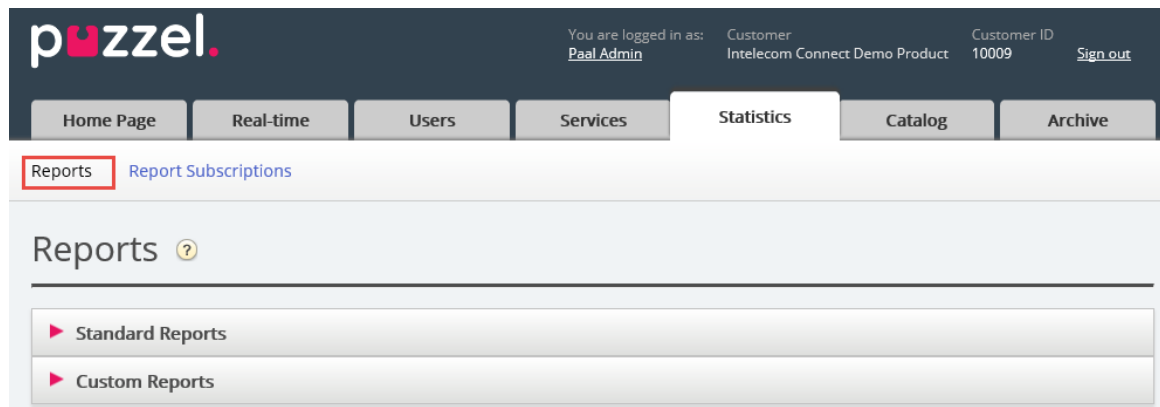 puzzel.
You are logged in as: Customer Customer ID
Paal Admin Intelecom Connect Demo Product 10009 Sign out
Home Page Real-time Users Services Statistics Catalog Archive
Reports Report Subscriptions
Reports ?
Standard Reports
Custom Reports